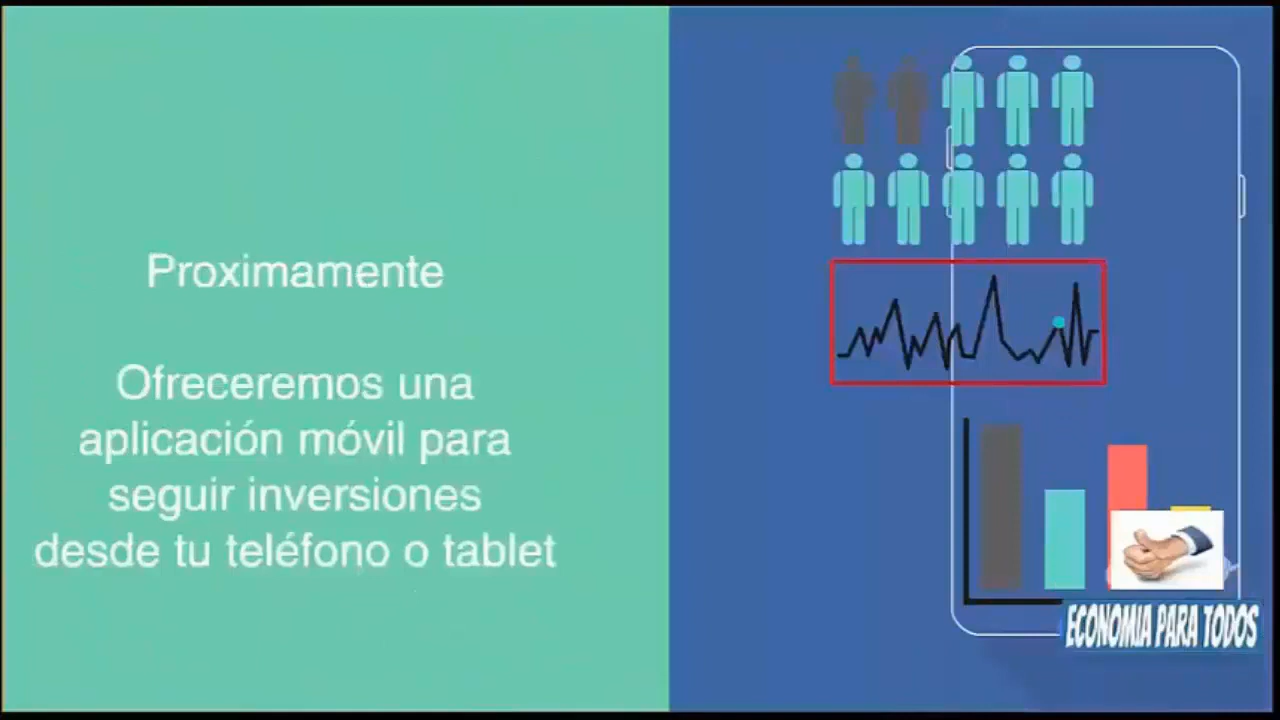 Proximamente
Ofreceremos una
aplicación móvil para
seguir inversiones
desde tu teléfono o tablet
ECONOMIA PARA TODOS